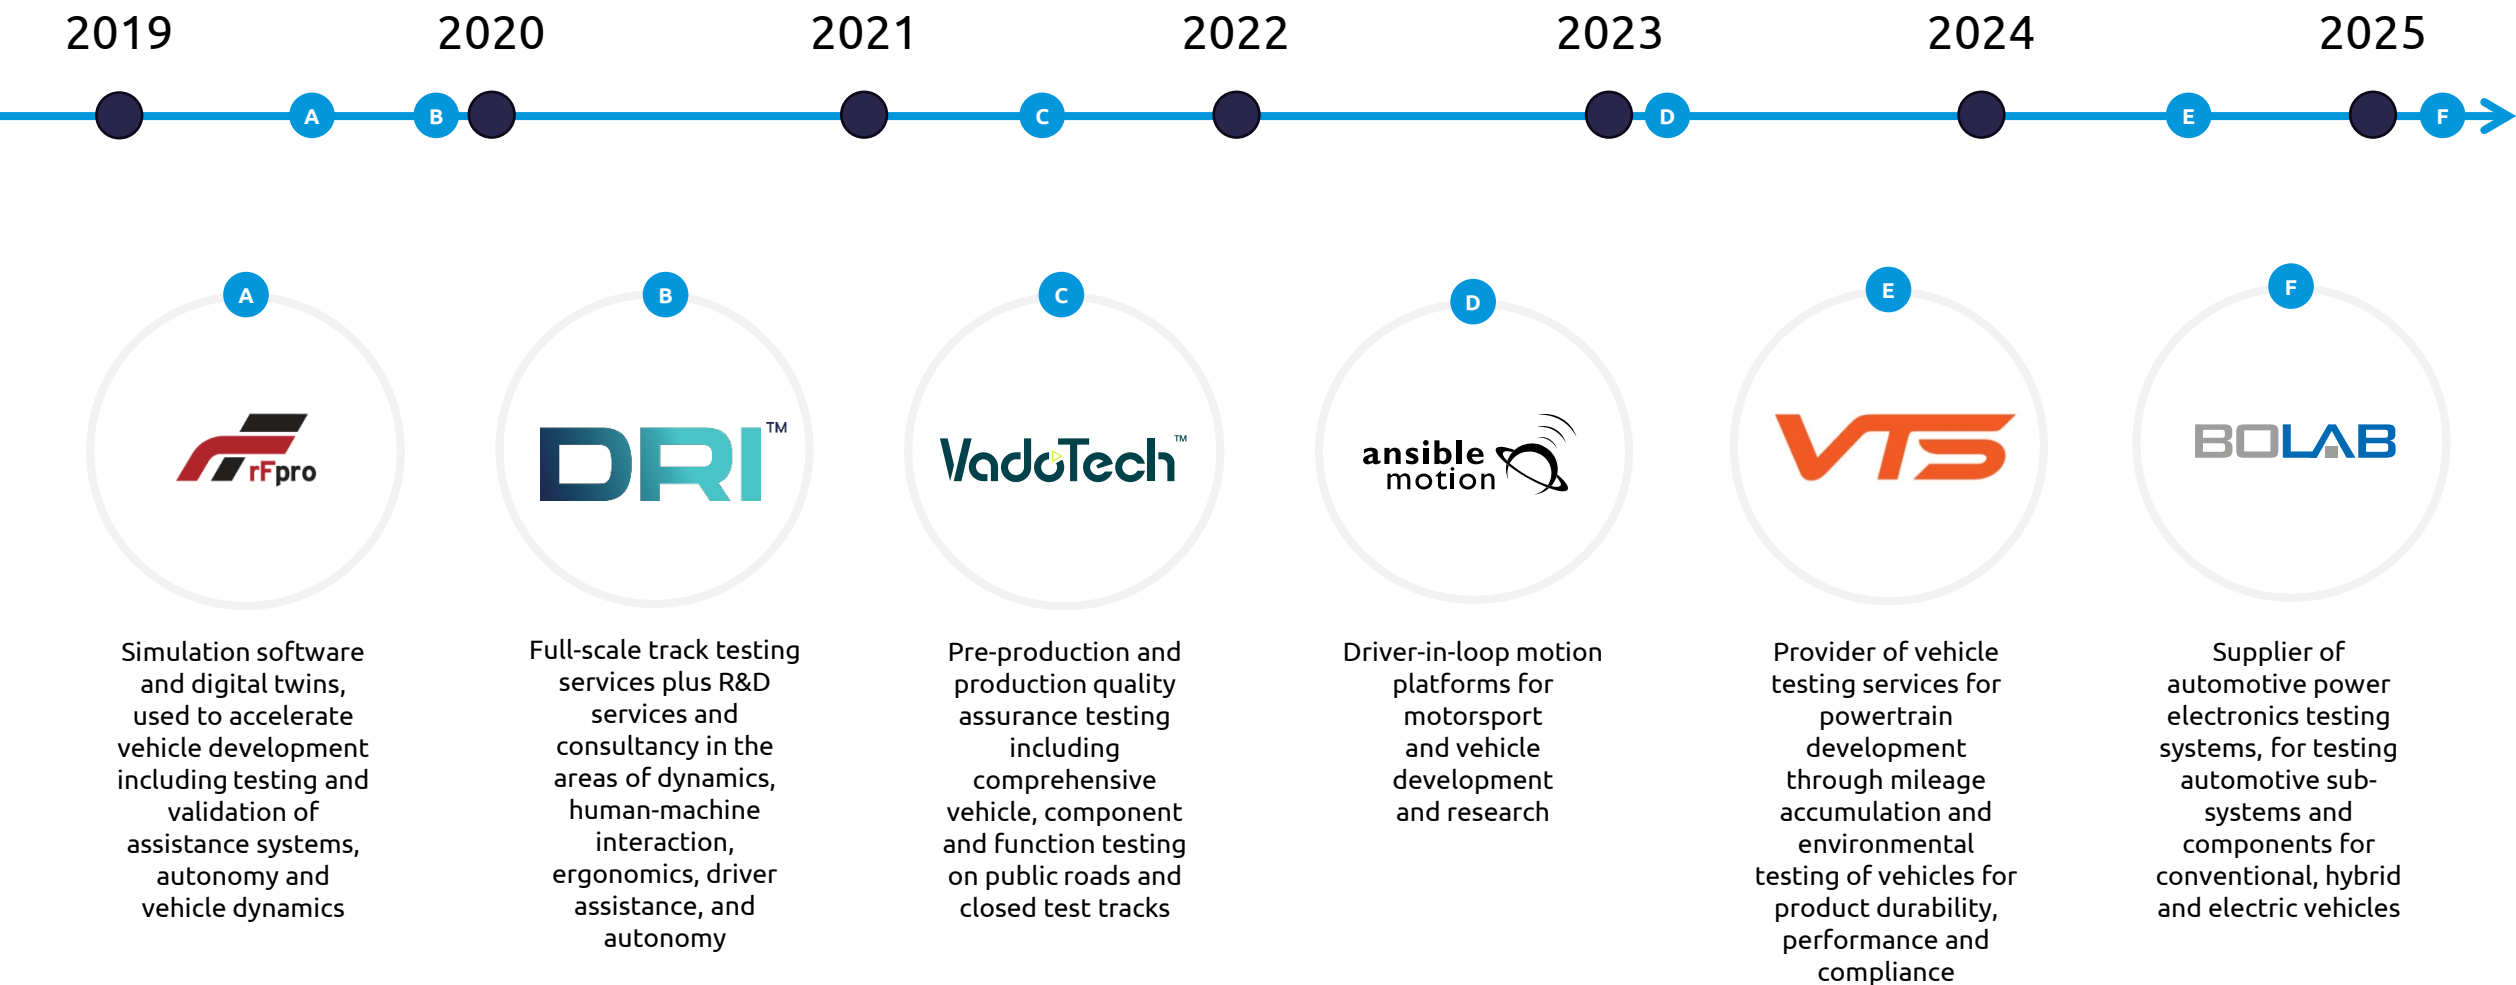 2019 2020 2021 2022 2023 2024 2025
A B C D E F
A
rFpro
Simulation software
and digital twins,
used to accelerate
vehicle development
including testing and
validation of
assistance systems,
autonomy and
vehicle dynamics
B
DRI™
Full-scale track testing
services plus R&D
services and
consultancy in the
areas of dynamics,
human-machine
interaction,
ergonomics, driver
assistance, and
autonomy
C
VadoTech™
Pre-production and
production quality
assurance testing
including
comprehensive
vehicle, component
and function testing
on public roads and
closed test tracks
D
ansible
motion
Driver-in-loop motion
platforms for
motorsport
and vehicle
development
and research
E
VTS
Provider of vehicle
testing services for
powertrain
development
through mileage
accumulation and
environmental
testing of vehicles for
product durability,
performance and
compliance
F
BOLAB
Supplier of
automotive power
electronics testing
systems, for testing
automotive sub-
systems and
components for
conventional, hybrid
and electric vehicles